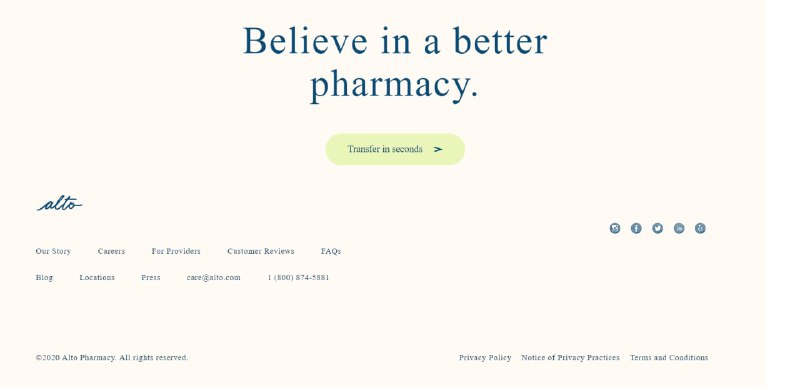 Believe in a better
pharmacy.
Transfer in seconds
alto
Our Story Careers For Providers Customer Reviews FAQs
Blog Locations Press care@alto.com 1 (800) 874-5881
©2020 Alto Pharmacy. All rights reserved.
Privacy Policy Notice of Privacy Practices Terms and Conditions